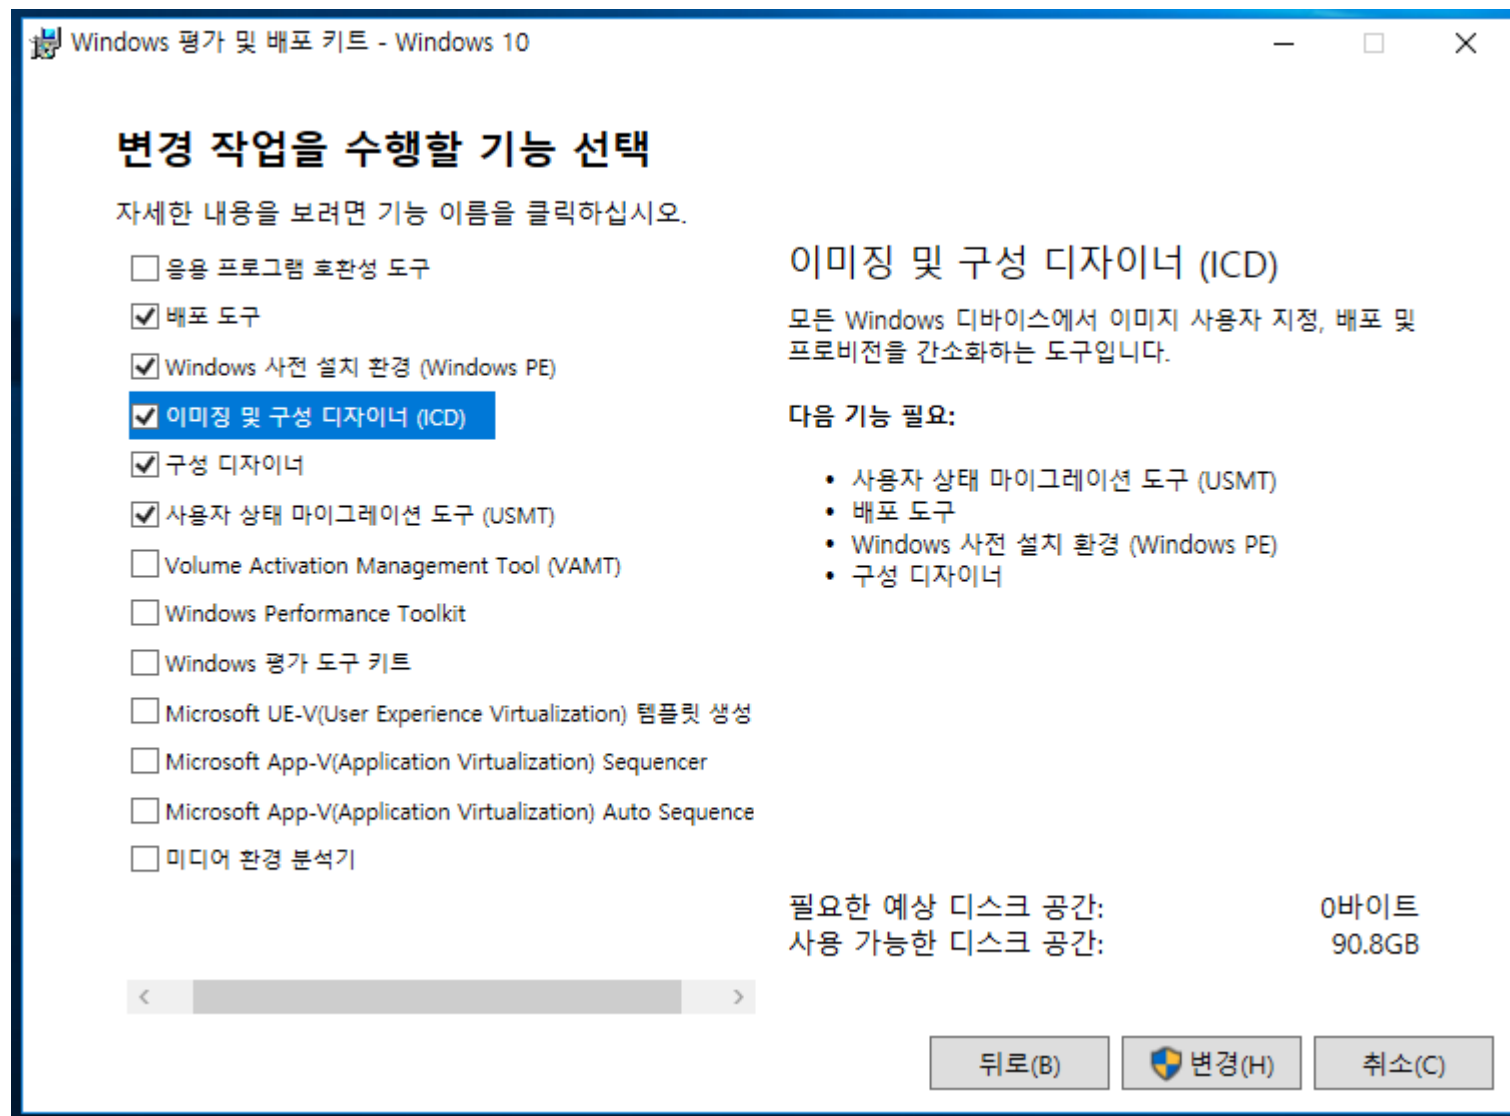 Windows 평가 및 배포 키트 - Windows 10
변경 작업을 수행할 기능 선택
자세한 내용을 보려면 기능 이름을 클릭하십시오.
응용 프로그램 호환성 도구
배포 도구
Windows 사전 설치 환경 (Windows PE)
이미징 및 구성 디자이너 (ICD)
구성 디자이너
사용자 상태 마이그레이션 도구 (USMT)
Volume Activation Management Tool (VAMT)
Windows Performance Toolkit
Windows 평가 도구 키트
Microsoft UE-V(User Experience Virtualization) 템플릿 생성
Microsoft App-V(Application Virtualization) Sequencer
Microsoft App-V(Application Virtualization) Auto Sequence
미디어 환경 분석기
이미징 및 구성 디자이너 (ICD)
모든 Windows 디바이스에서 이미지 사용자 지정, 배포 및
프로비전을 간소화하는 도구입니다.
다음 기능 필요:
• 사용자 상태 마이그레이션 도구 (USMT)
• 배포 도구
• Windows 사전 설치 환경 (Windows PE)
• 구성 디자이너
필요한 예상 디스크 공간: 0바이트
사용 가능한 디스크 공간: 90.8GB
뒤로(B) 변경(H) 취소(C)